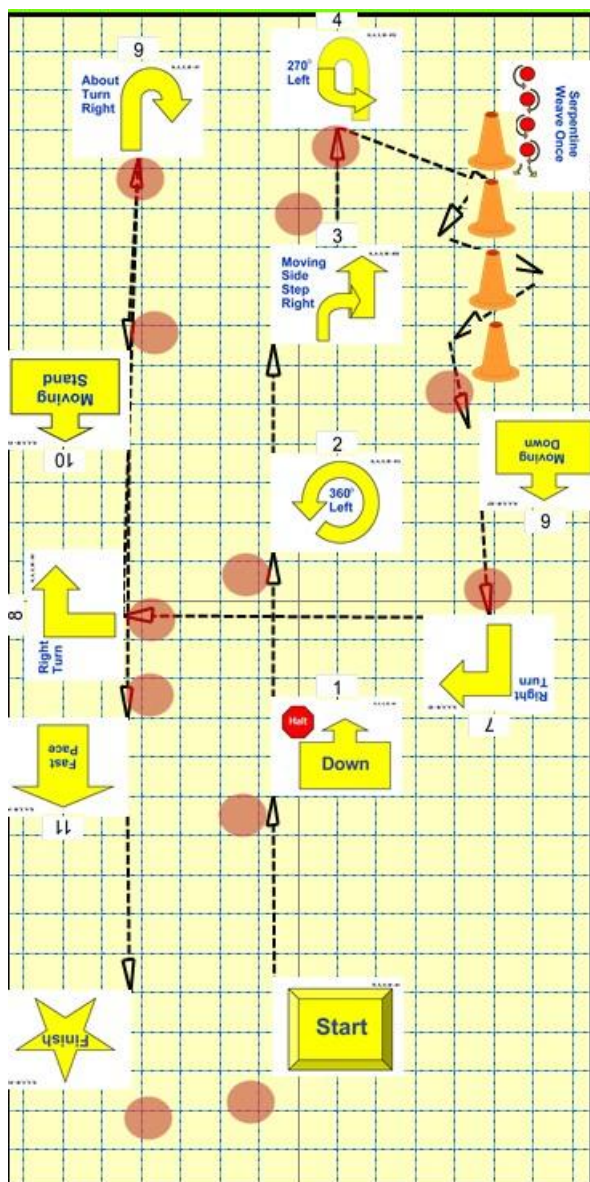 9
About
Turn
Right
4
270°
Left
Serpentine
Weave Once
3
Moving
Side
Step
Right
Moving
Stand
10
2
360°
Left
Moving
Down
6
8
Right
Turn
Right
Turn
7
1
Halt
Down
Fast
Pace
11
Finish
Start